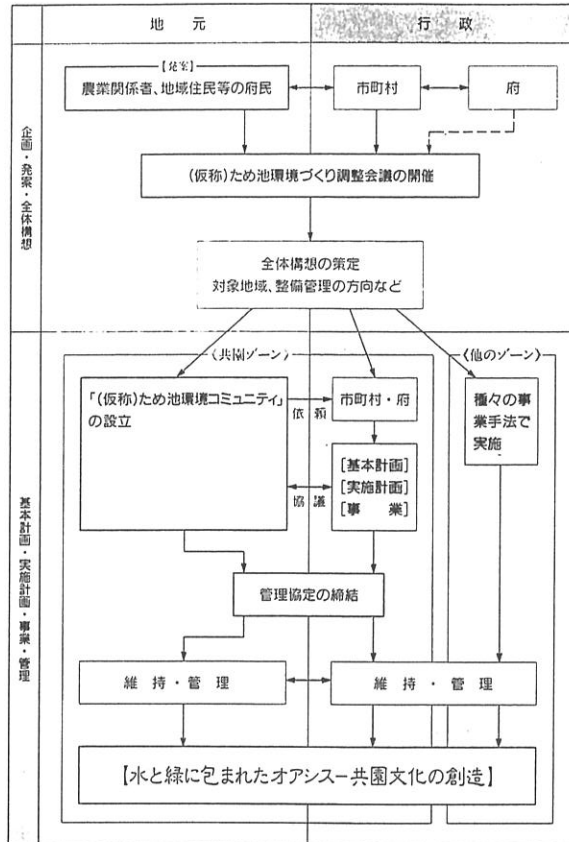 地元
行政
企画・発案・全体構想
【発案】
農業関係者、地域住民等の府民
市町村
府
(仮称)ため池環境づくり調整会議の開催
全体構想の策定
対象地域、整備管理の方向など
基本計画・実施計画・事業・管理
〈共園ゾーン〉
〈他のゾーン〉
「(仮称)ため池環境コミュニティ」
の設立
依頼
市町村・府
種々の事
業手法で
実施
協議
[基本計画]
[実施計画]
[事　業]
管理協定の締結
維持・管理
維持・管理
【水と緑に包まれたオアシスー共園文化の創造】